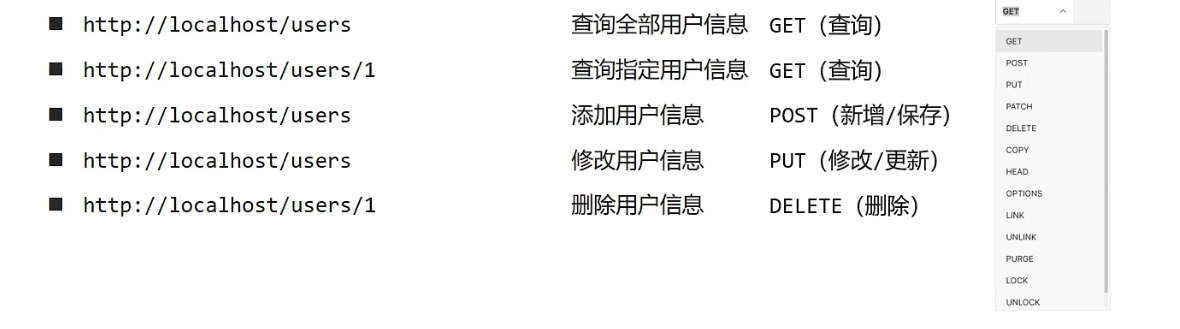 http://localhost/users 查询全部用户信息 GET（查询）
http://localhost/users/1 查询指定用户信息 GET（查询）
http://localhost/users 添加用户信息 POST（新增/保存）
http://localhost/users 修改用户信息 PUT（修改/更新）
http://localhost/users/1 删除用户信息 DELETE（删除）
GET
GET
POST
PUT
PATCH
DELETE
COPY
HEAD
OPTIONS
LINK
UNLINK
PURGE
LOCK
UNLOCK